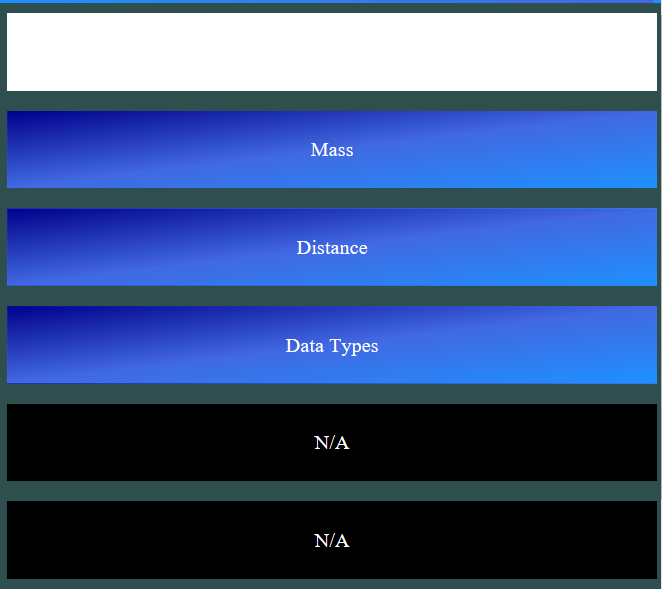 Mass
Distance
Data Types
N/A
N/A